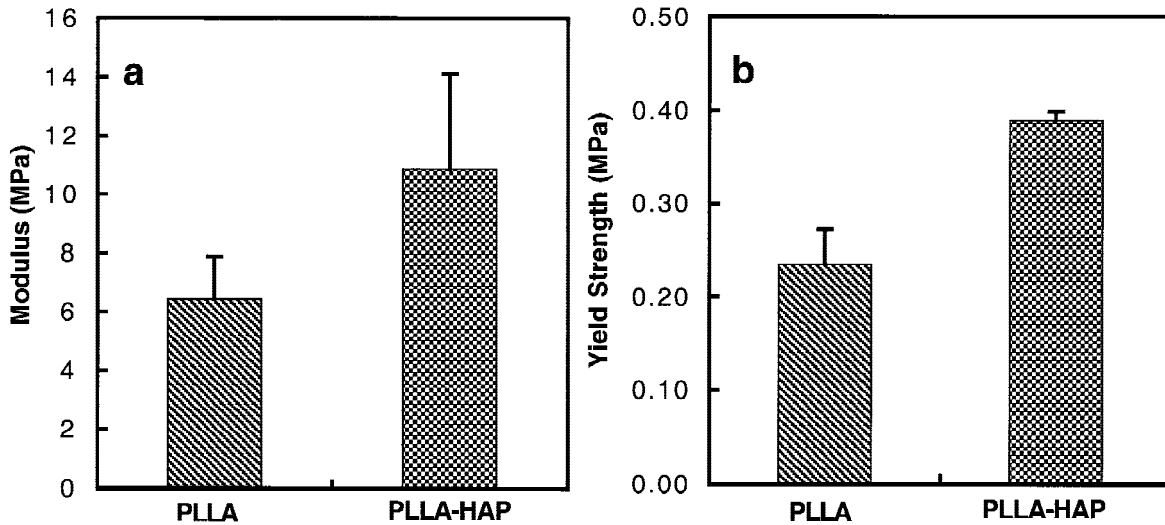 a
Modulus (MPa)
16
14
12
10
8
6
4
2
0
PLLA
PLLA-HAP
b
Yield Strength (MPa)
0.50
0.40
0.30
0.20
0.10
0.00
PLLA
PLLA-HAP